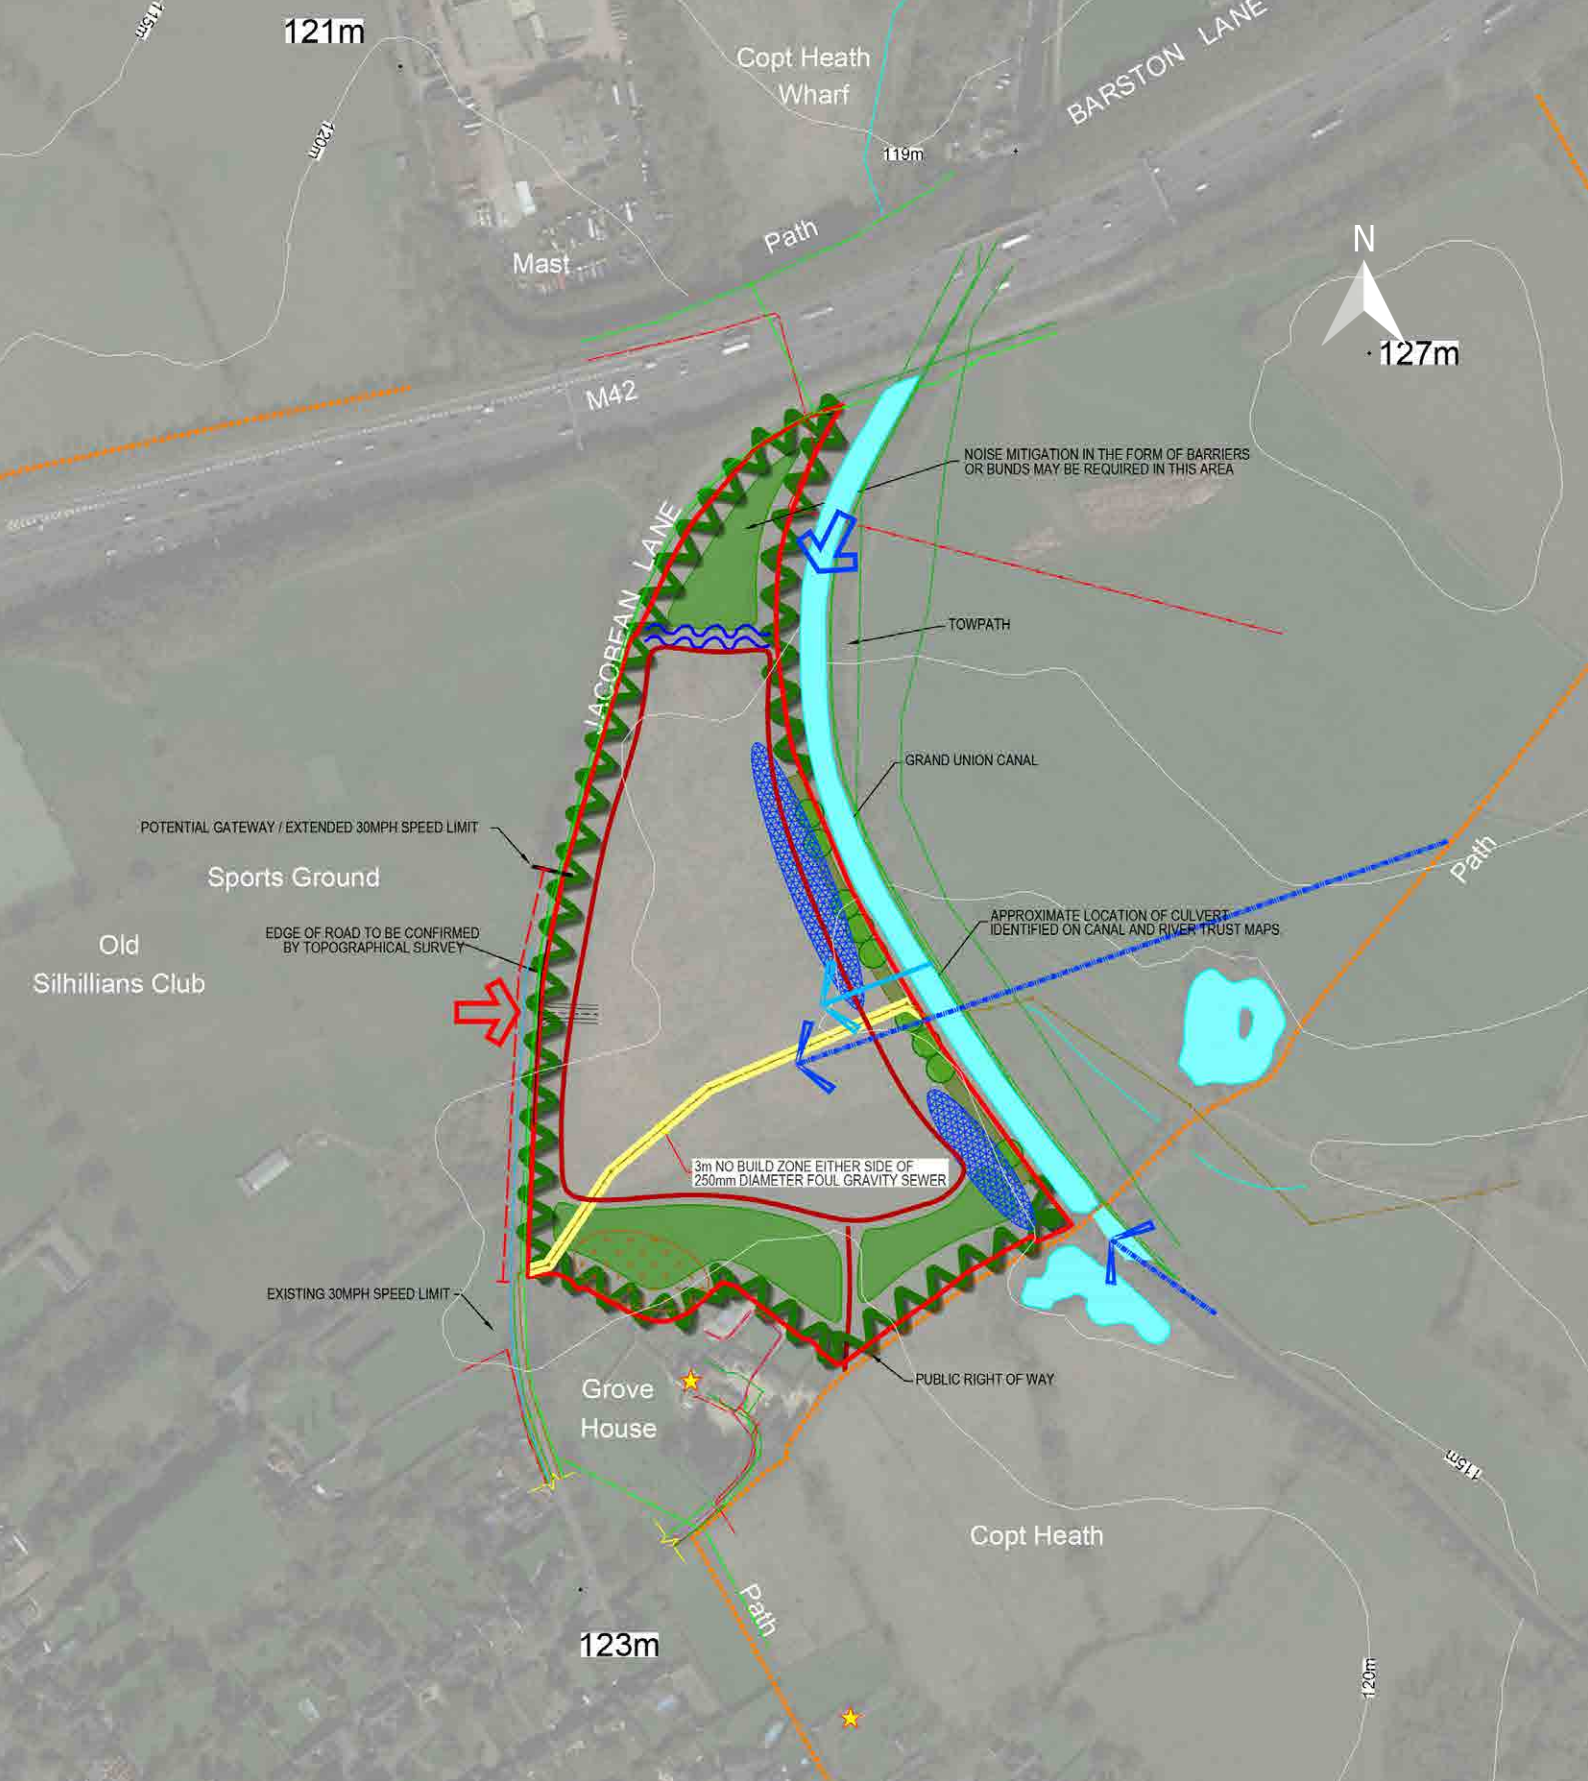 115m
121m
Copt Heath
Wharf
BARSTON LANE
120m
119m
Path
N
Mast
127m
M42
NOISE MITIGATION IN THE FORM OF BARRIERS
OR BUNDS MAY BE REQUIRED IN THIS AREA
JACOBEAN LANE
TOWPATH
GRAND UNION CANAL
POTENTIAL GATEWAY / EXTENDED 30MPH SPEED LIMIT
Path
Sports Ground
APPROXIMATE LOCATION OF CULVERT
IDENTIFIED ON CANAL AND RIVER TRUST MAPS
EDGE OF ROAD TO BE CONFIRMED
BY TOPOGRAPHICAL SURVEY
Old
Silhillians Club
3m NO BUILD ZONE EITHER SIDE OF
250mm DIAMETER FOUL GRAVITY SEWER
EXISTING 30MPH SPEED LIMIT
PUBLIC RIGHT OF WAY
Grove
House
115m
Copt Heath
Path
123m
120m